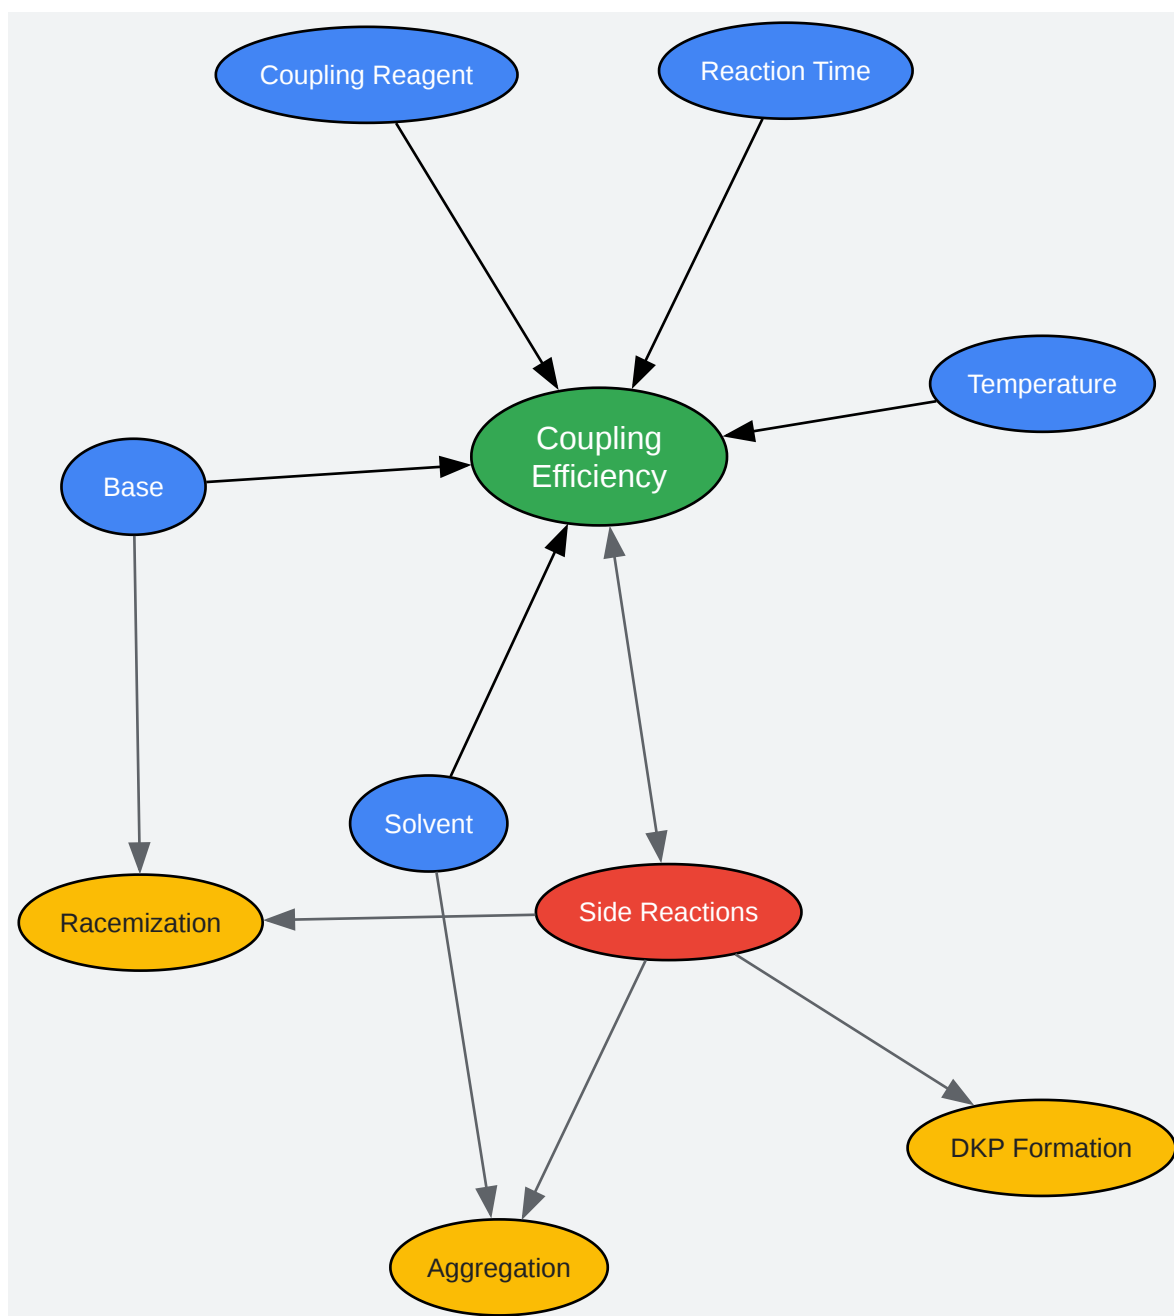 Coupling Reagent
Reaction Time
Temperature
Coupling
Efficiency
Base
Solvent
Side Reactions
Racemization
DKP Formation
Aggregation